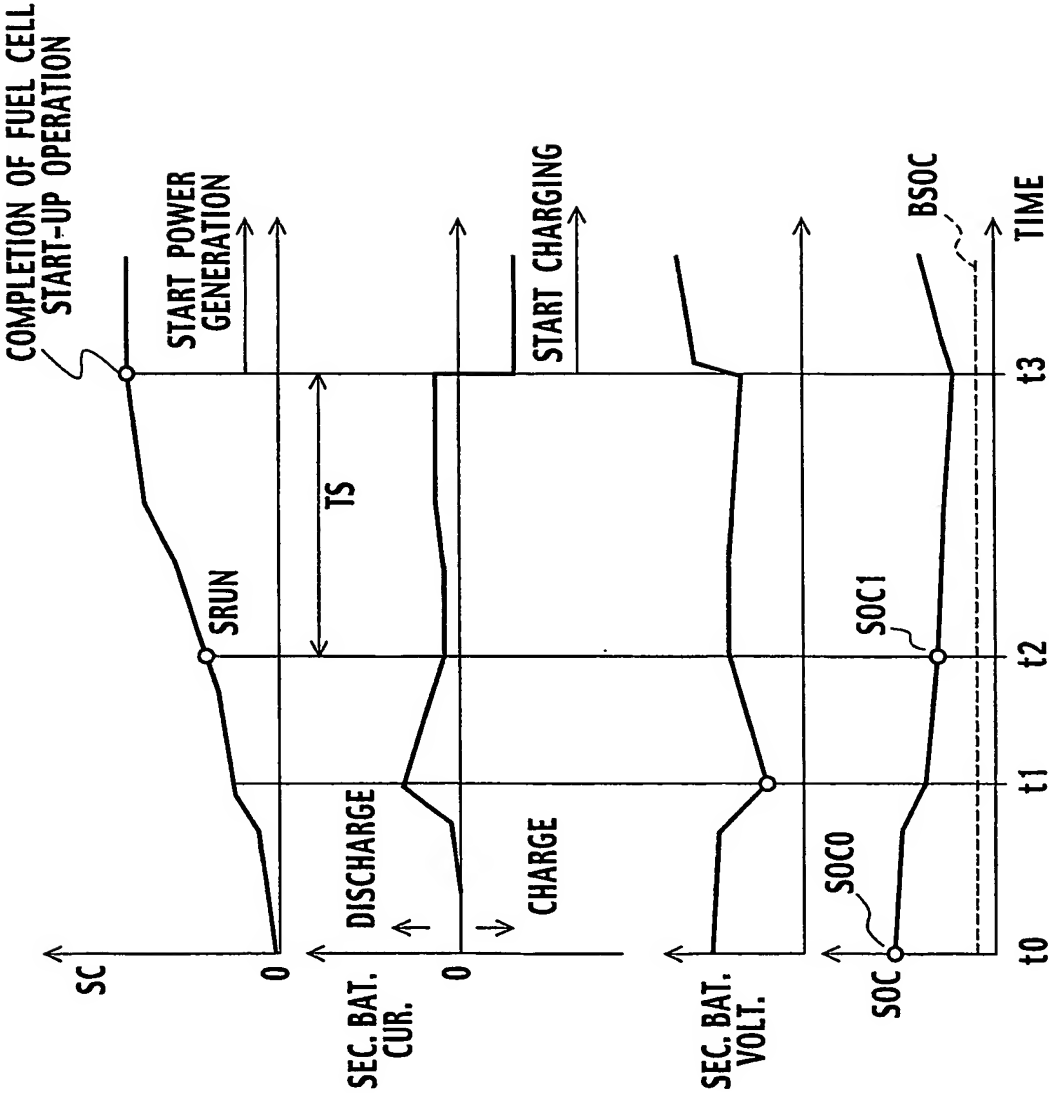 COMPLETION OF FUEL CELL
START-UP OPERATION
SC
0
START POWER
GENERATION
SRUN
TS
SEC. BAT.
CUR.
0
DISCHARGE
CHARGE
START CHARGING
SEC. BAT.
VOLT.
SOC
SOC0
SOC1
BSOC
t0
t1
t2
t3
TIME